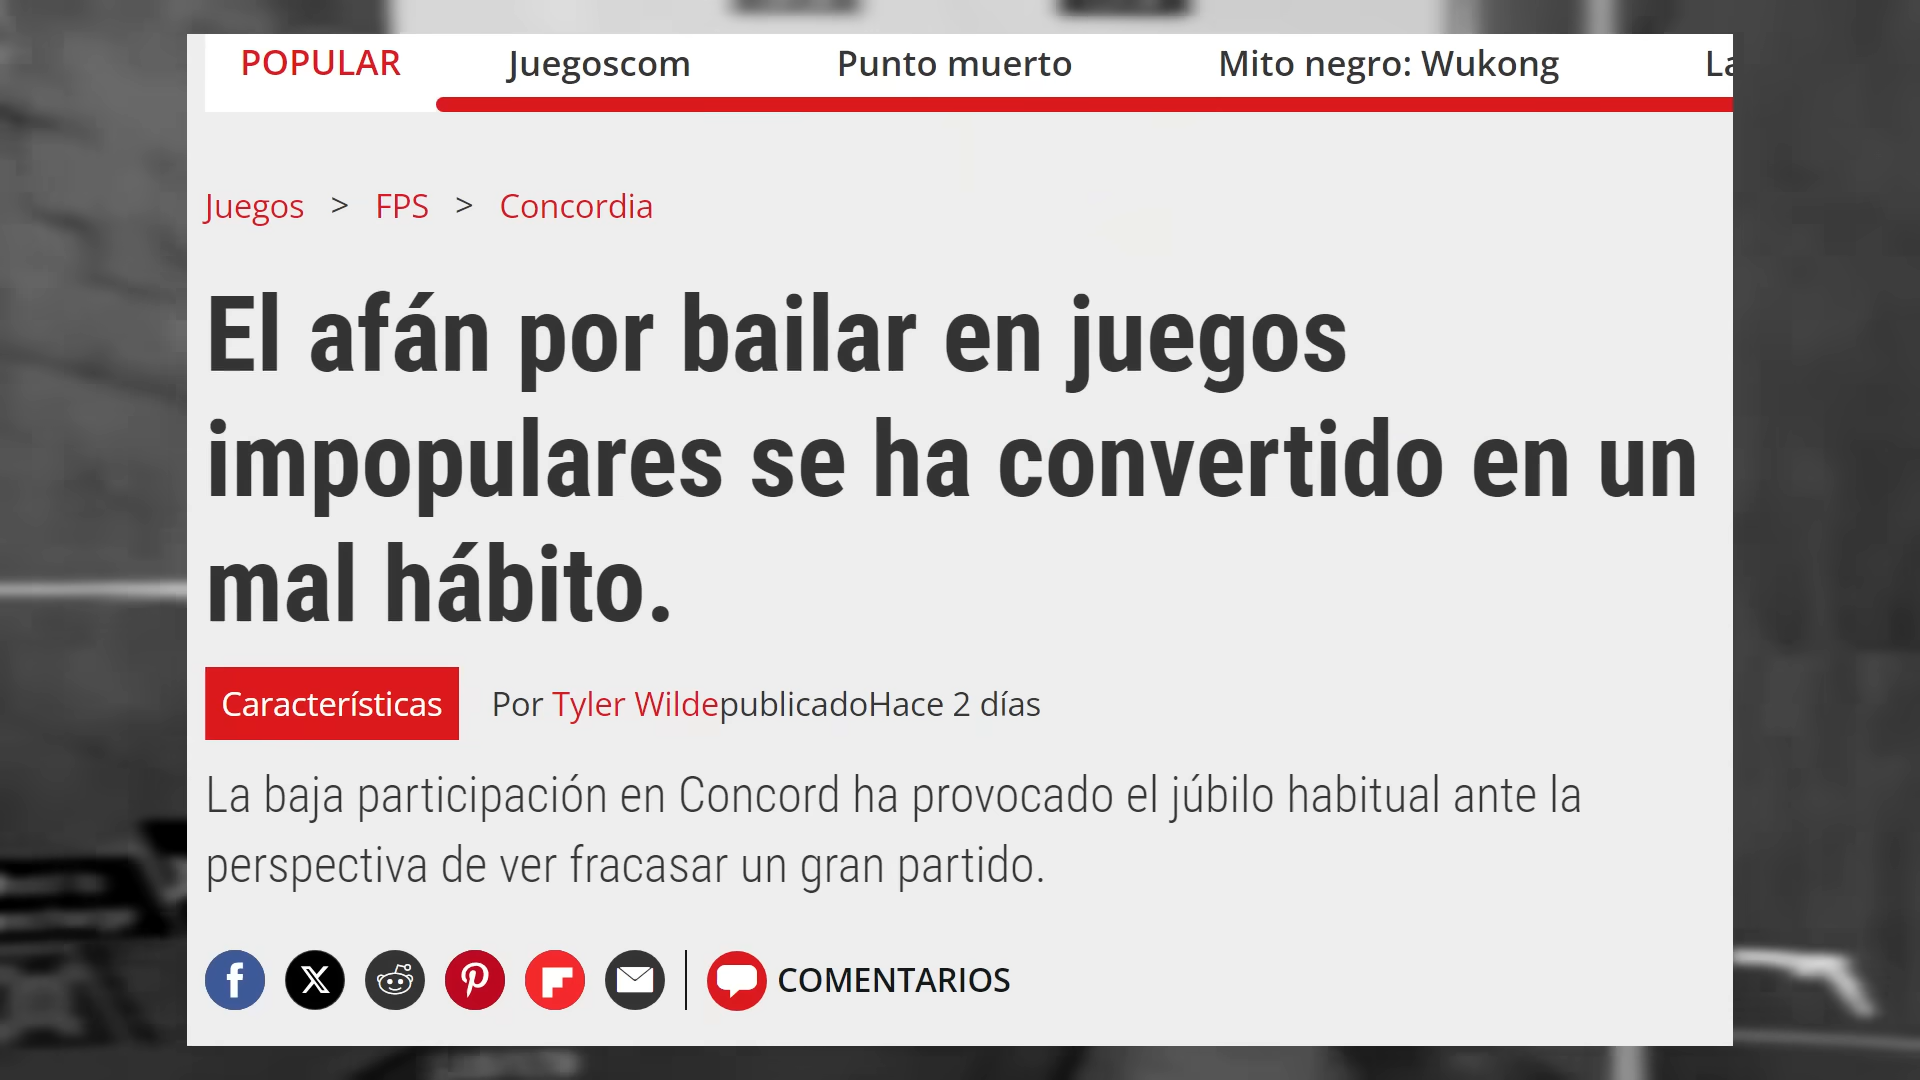 POPULAR Juegoscom Punto muerto Mito negro: Wukong La
Juegos > FPS > Concordia
El afán por bailar en juegos
impopulares se ha convertido en un
mal hábito.
Características Por Tyler WildepublicadoHace 2 días
La baja participación en Concord ha provocado el júbilo habitual ante la
perspectiva de ver fracasar un gran partido.
COMENTARIOS